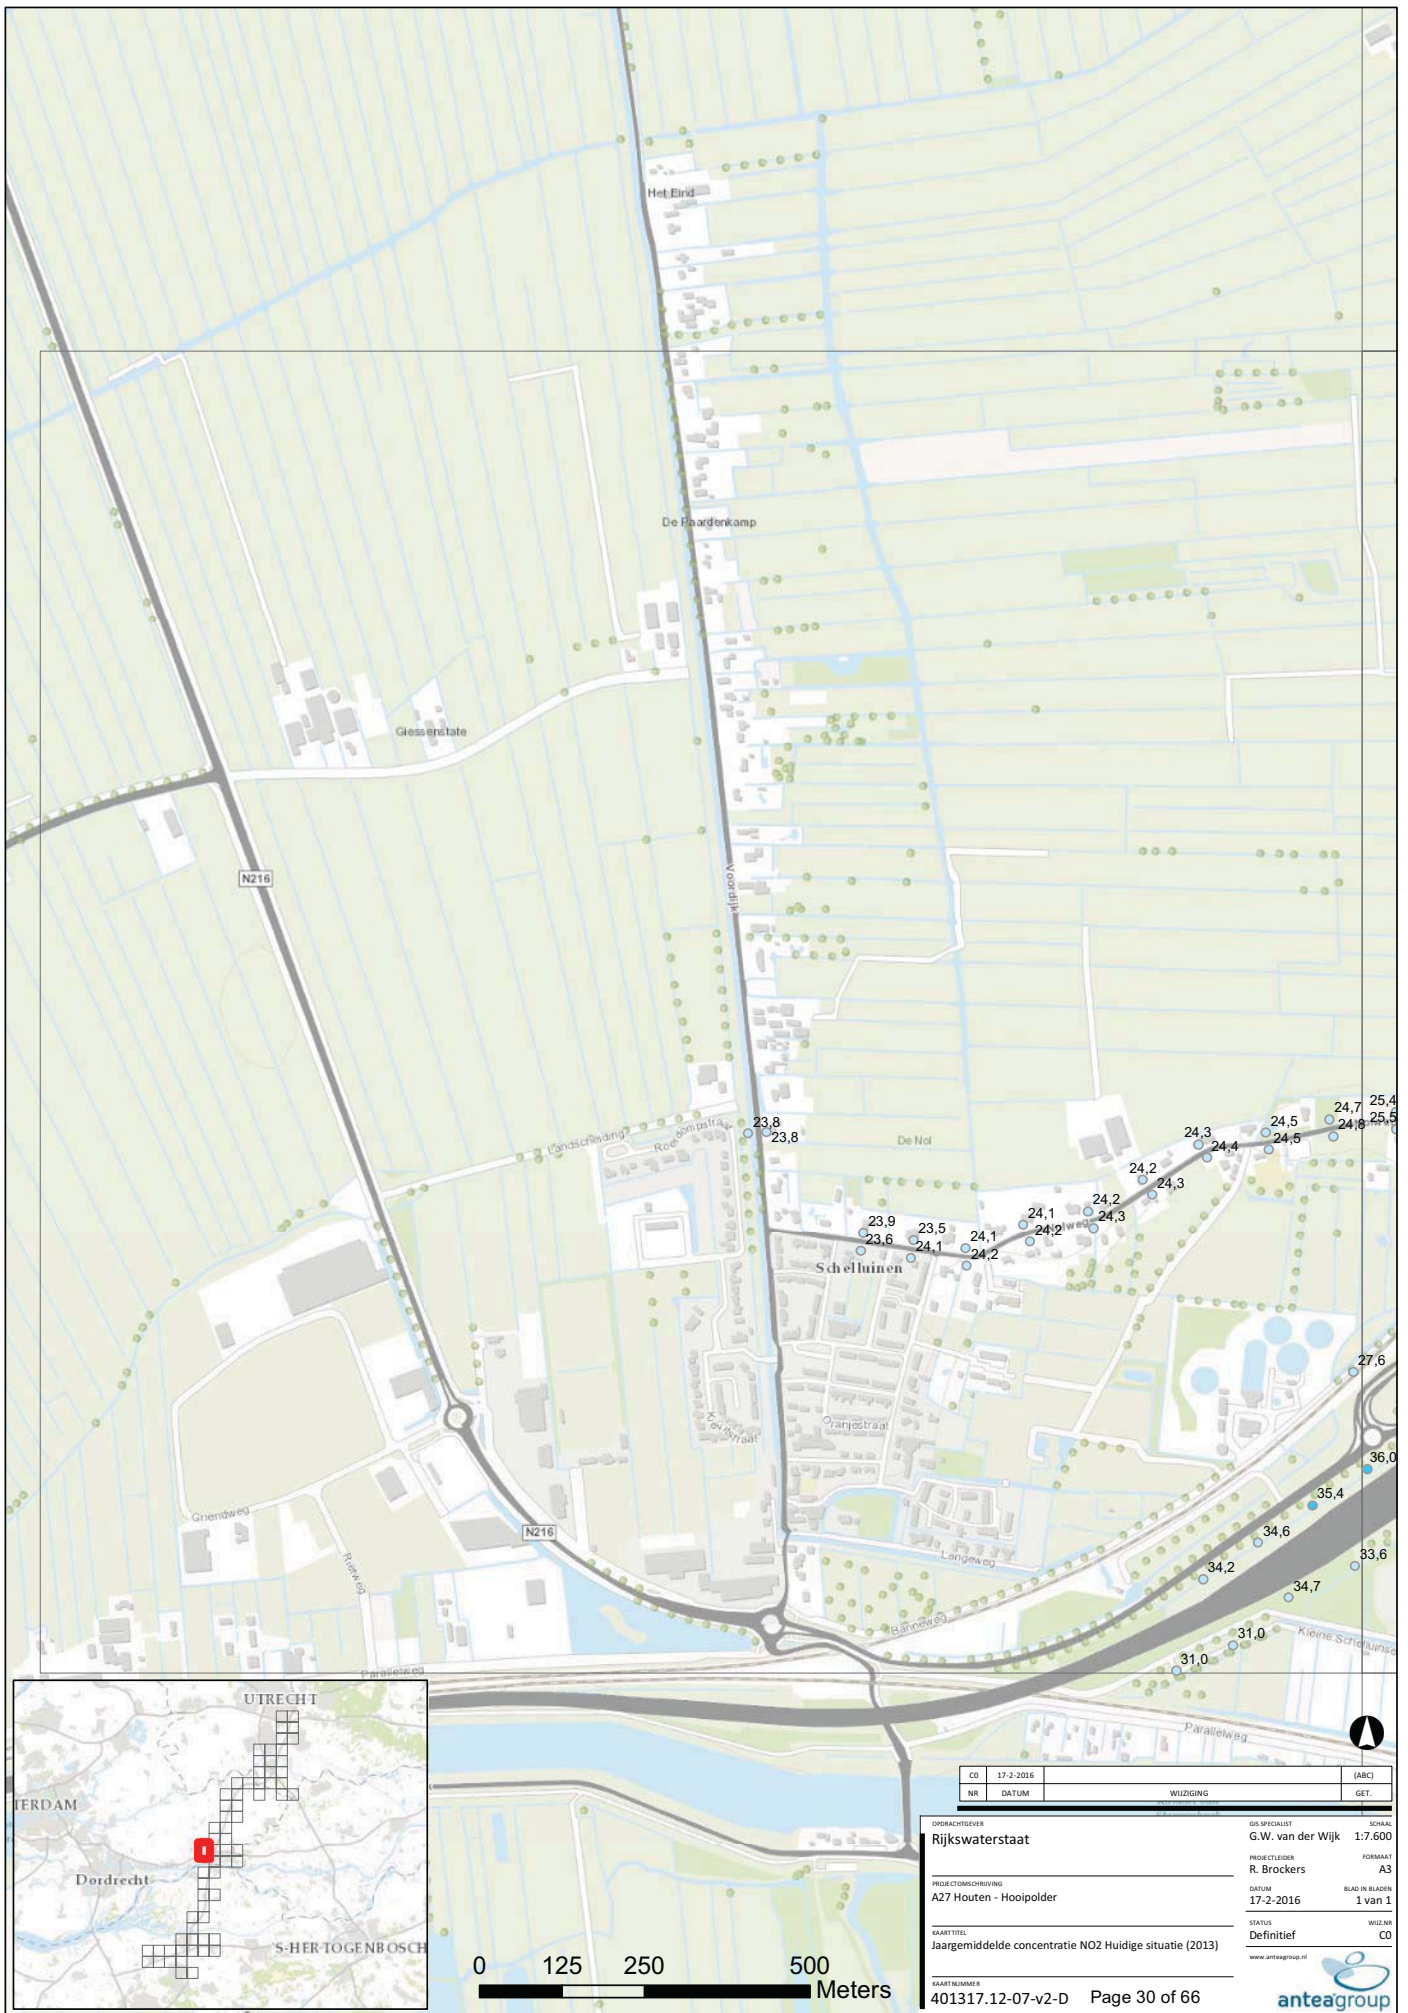 Het Eind
De Paardenkamp
Giessenstate
N216
Voordijk
Landscheiding
Roerdompstraat
De Nol
23,8
23,8
23,9
23,6
23,5
24,1
24,1
24,2
24,1
24,2
24,2
24,3
24,2
24,3
24,3
24,4
24,5
24,5
24,7
24,8
25,4
25,5
Schelluinen
27,6
Kievitstraat
Oranjestraat
36,0
35,4
34,6
34,2
33,6
34,7
31,0
31,0
Griendweg
Rietweg
N216
Langeweg
Banneweg
Parallelweg
Kleine Schelluinse
Parallelweg
UTRECHT
TERDAM
Dordrecht
'S-HERTOGENBOSCH
0 125 250 500
Meters
C0 17-2-2016 (ABC)
NR DATUM WIJZIGING GET.
OPDRACHTGEVER
Rijkswaterstaat
PROJECTOMSCHRIJVING
A27 Houten - Hooipolder
KAARTTITEL
Jaargemiddelde concentratie NO2 Huidige situatie (2013)
KAARTNUMMER
401317.12-07-v2-D Page 30 of 66
GIS SPECIALIST SCHAAL
G.W. van der Wijk 1:7.600
PROJECTLEIDER FORMAAT
R. Brockers A3
DATUM BLAD IN BLADEN
17-2-2016 1 van 1
STATUS WIJZ.NR
Definitief C0
www.anteagroup.nl
anteagroup